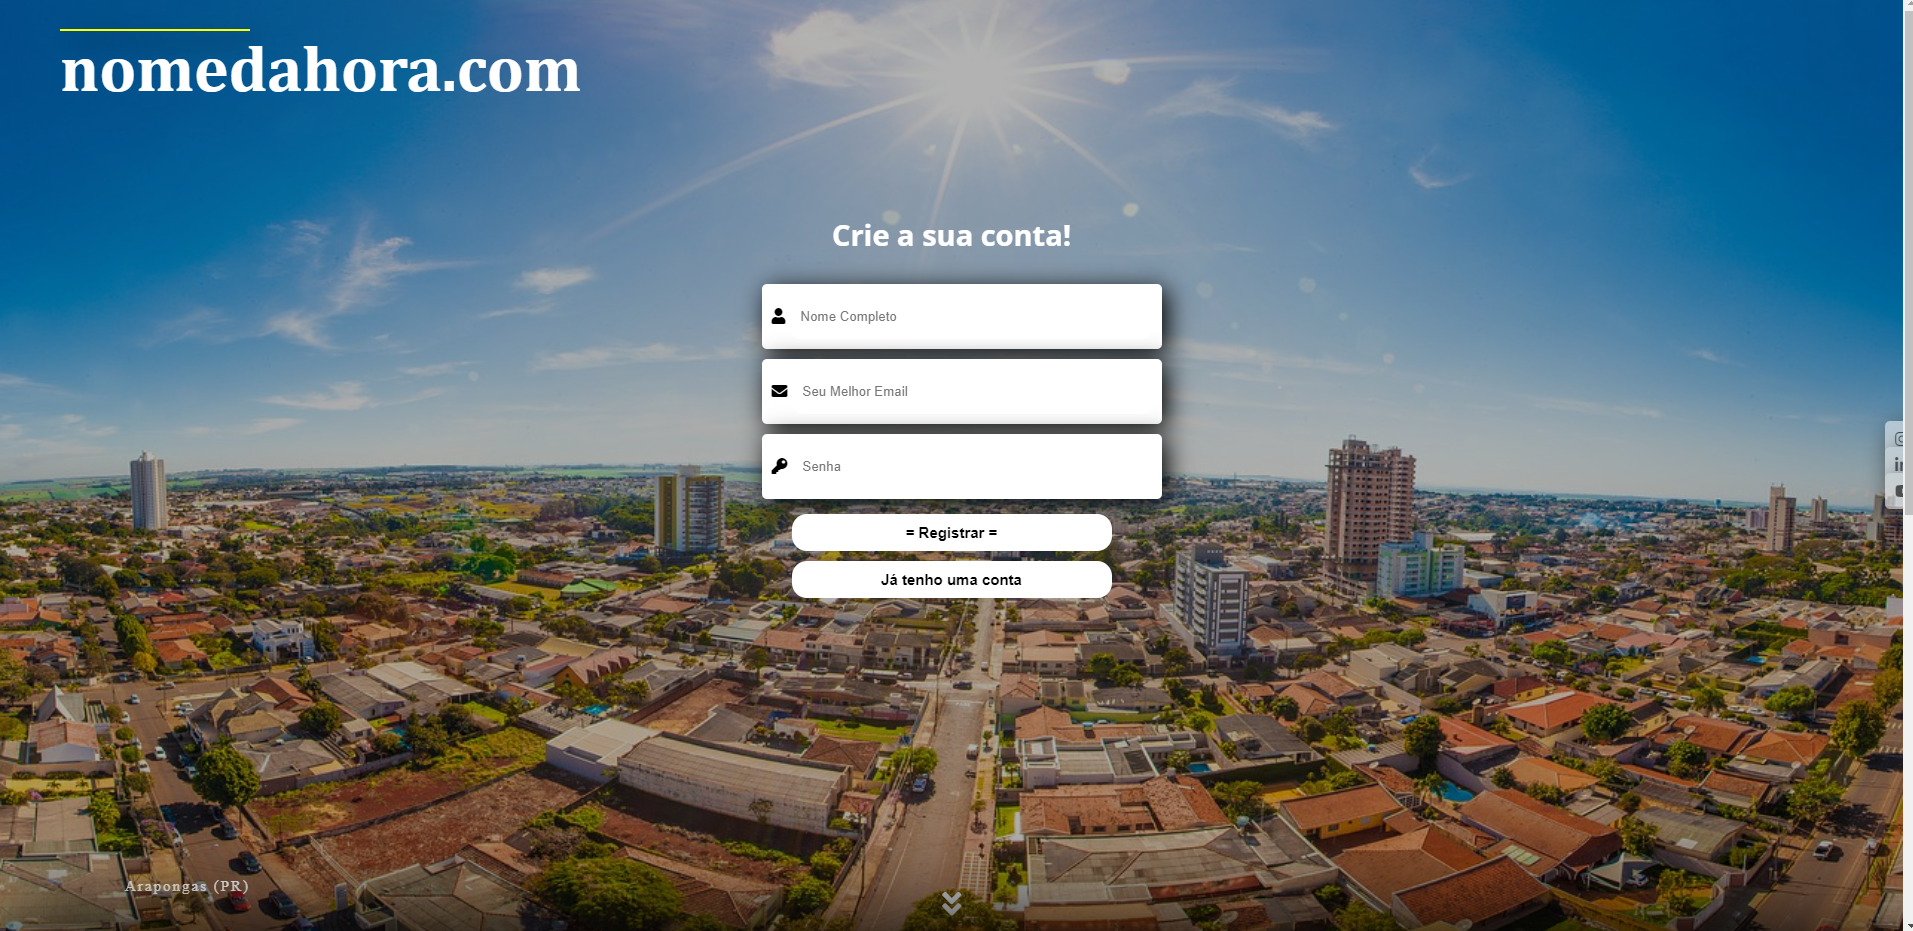 nomedahora.com
Crie a sua conta!
Nome Completo
Seu Melhor Email
Senha
= Registrar =
Já tenho uma conta
Arapongas (PR)